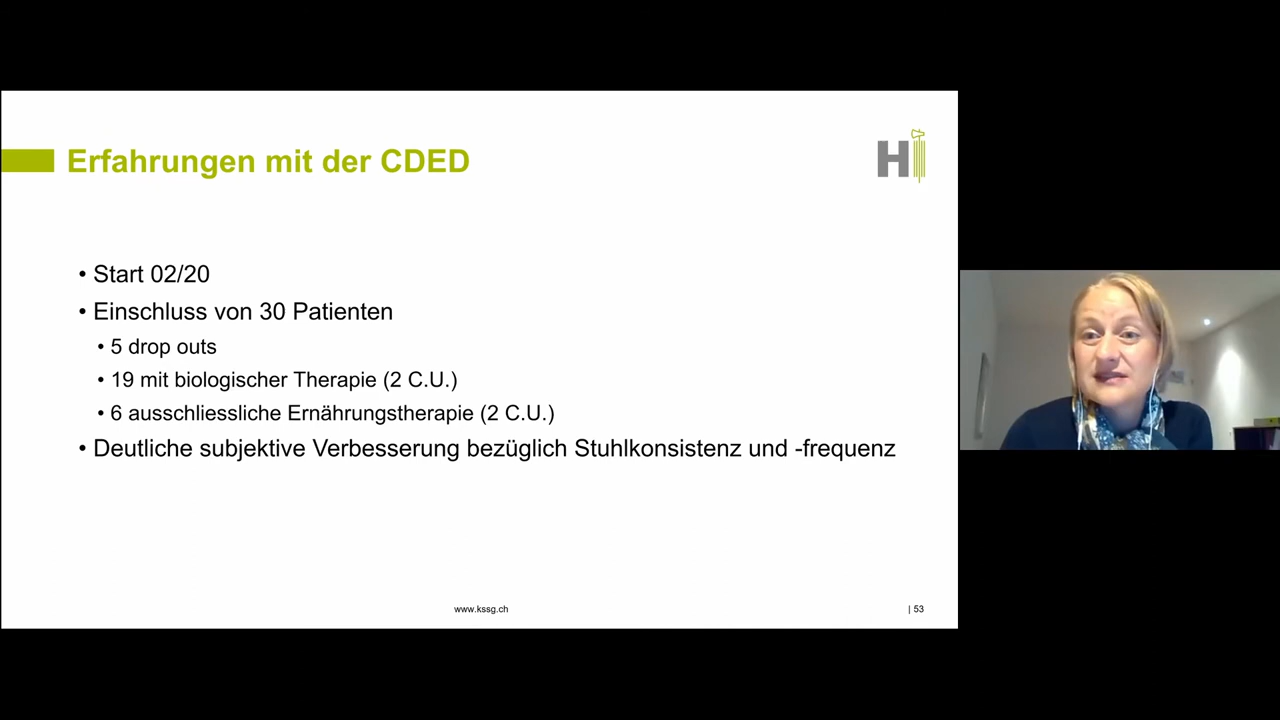 Erfahrungen mit der CDED
H
• Start 02/20
• Einschluss von 30 Patienten
• 5 drop outs
• 19 mit biologischer Therapie (2 C.U.)
• 6 ausschliessliche Ernährungstherapie (2 C.U.)
• Deutliche subjektive Verbesserung bezüglich Stuhlkonsistenz und -frequenz
www.kssg.ch
| 53